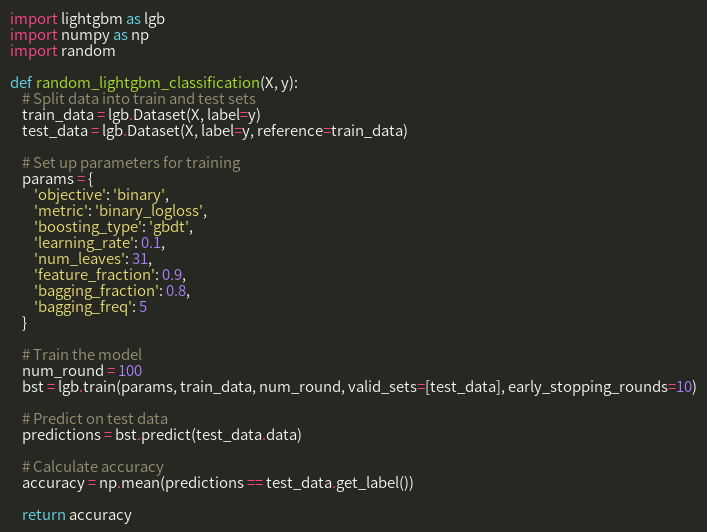 import lightgbm as lgb
import numpy as np
import random

def random_lightgbm_classification(X, y):
    # Split data into train and test sets
    train_data = lgb.Dataset(X, label=y)
    test_data = lgb.Dataset(X, label=y, reference=train_data)

    # Set up parameters for training
    params = {
        'objective': 'binary',
        'metric': 'binary_logloss',
        'boosting_type': 'gbdt',
        'learning_rate': 0.1,
        'num_leaves': 31,
        'feature_fraction': 0.9,
        'bagging_fraction': 0.8,
        'bagging_freq': 5
    }

    # Train the model
    num_round = 100
    bst = lgb.train(params, train_data, num_round, valid_sets=[test_data], early_stopping_rounds=10)

    # Predict on test data
    predictions = bst.predict(test_data.data)

    # Calculate accuracy
    accuracy = np.mean(predictions == test_data.get_label())

    return accuracy